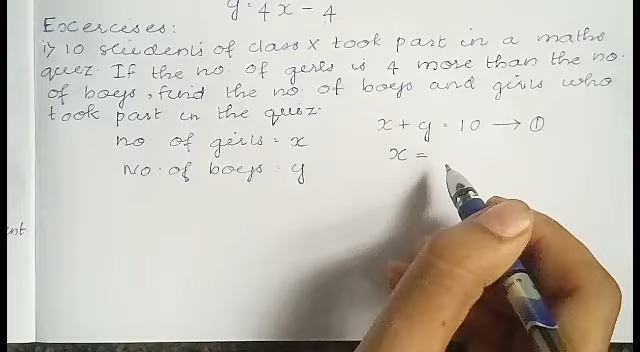 y = 4x - 4
Exercises:
1) 10 students of class X took part in a maths
quiz. If the no. of girls is 4 more than the no.
of boys, find the no. of boys and girls who
took part in the quiz.
no of girls = x
x + y = 10 → ①
x =
No. of boys = y